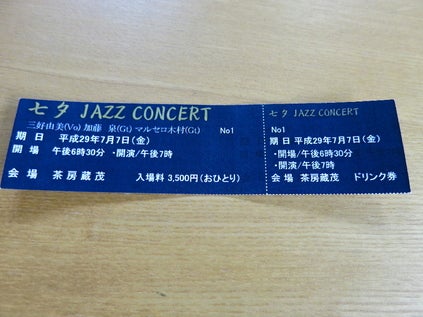 七夕 JAZZ CONCERT
三好由美(Vo) 加藤 泉(Gt) マルセロ木村(Gt) No1
期 日 平成29年7月7日(金)
開 場 午後6時30分 ・開演/午後7時
会 場 茶房蔵茂 入場料 3,500円(おひとり)
七夕 JAZZ CONCERT
No1
期 日 平成29年7月7日(金)
・開場/午後6時30分
・開演/午後7時
会 場 茶房蔵茂 ドリンク券